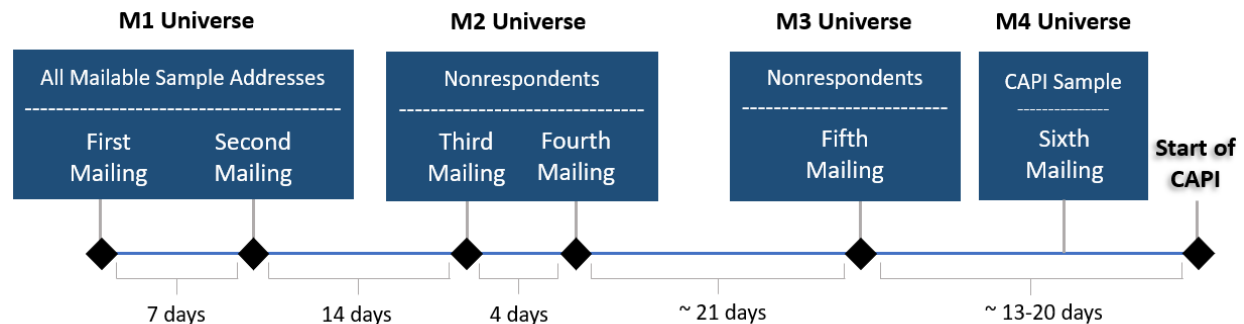 M1 Universe
M2 Universe
M3 Universe
M4 Universe
All Mailable Sample Addresses
First
Mailing
Second
Mailing
Nonrespondents
Third
Mailing
Fourth
Mailing
Nonrespondents
Fifth
Mailing
CAPI Sample
Sixth
Mailing
Start of
CAPI
7 days
14 days
4 days
~ 21 days
~ 13-20 days